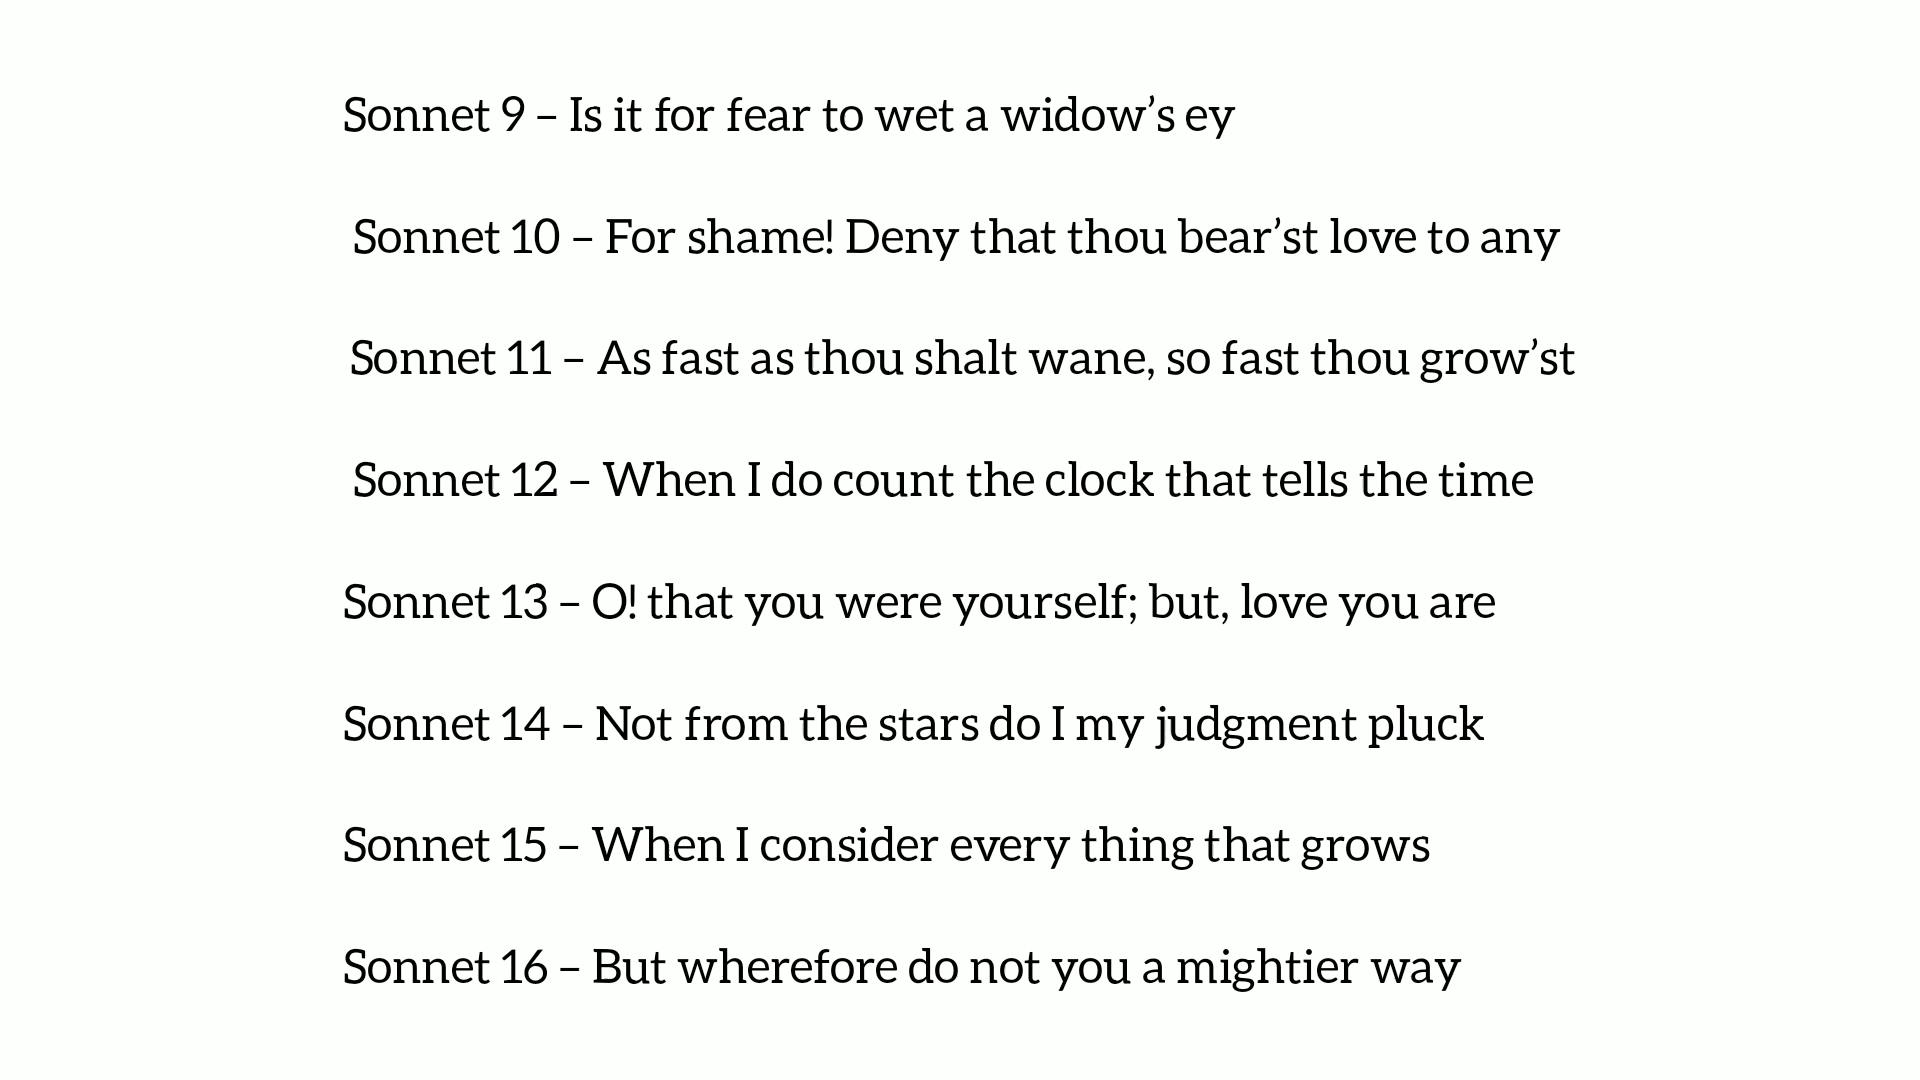 Sonnet 9 – Is it for fear to wet a widow’s ey
Sonnet 10 – For shame! Deny that thou bear’st love to any
Sonnet 11 – As fast as thou shalt wane, so fast thou grow’st
Sonnet 12 – When I do count the clock that tells the time
Sonnet 13 – O! that you were yourself; but, love you are
Sonnet 14 – Not from the stars do I my judgment pluck
Sonnet 15 – When I consider every thing that grows
Sonnet 16 – But wherefore do not you a mightier way